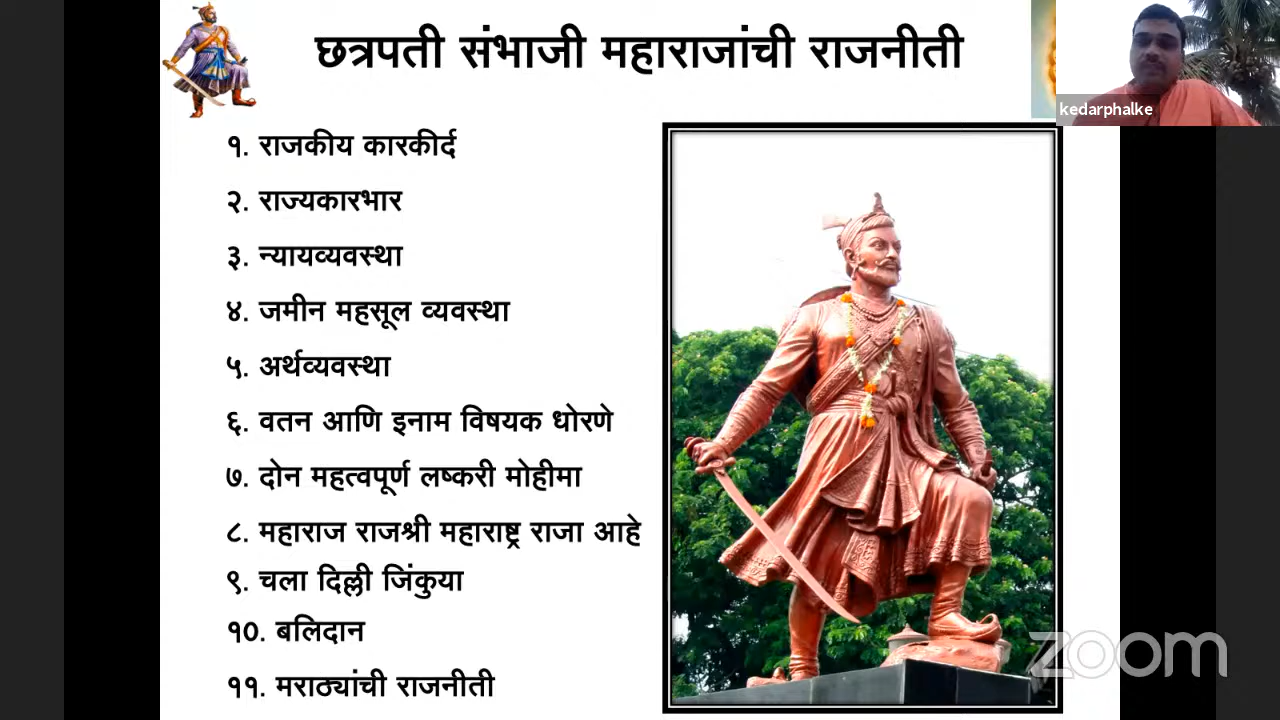 छत्रपती संभाजी महाराजांची राजनीती
kedarphalke
१. राजकीय कारकीर्द
२. राज्यकारभार
३. न्यायव्यवस्था
४. जमीन महसूल व्यवस्था
५. अर्थव्यवस्था
६. वतन आणि इनाम विषयक धोरणे
७. दोन महत्वपूर्ण लष्करी मोहीमा
८. महाराज राजश्री महाराष्ट्र राजा आहे
९. चला दिल्ली जिंकुया
१०. बलिदान
११. मराठ्यांची राजनीती
zoom